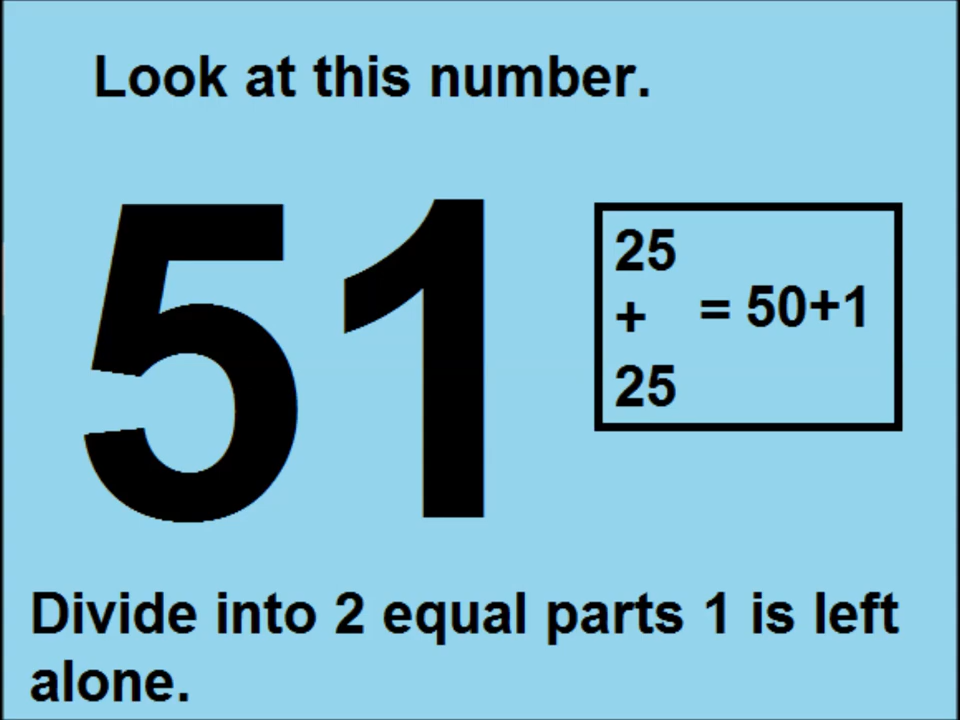 Look at this number.
51
25
+ = 50+1
25
Divide into 2 equal parts 1 is left
alone.